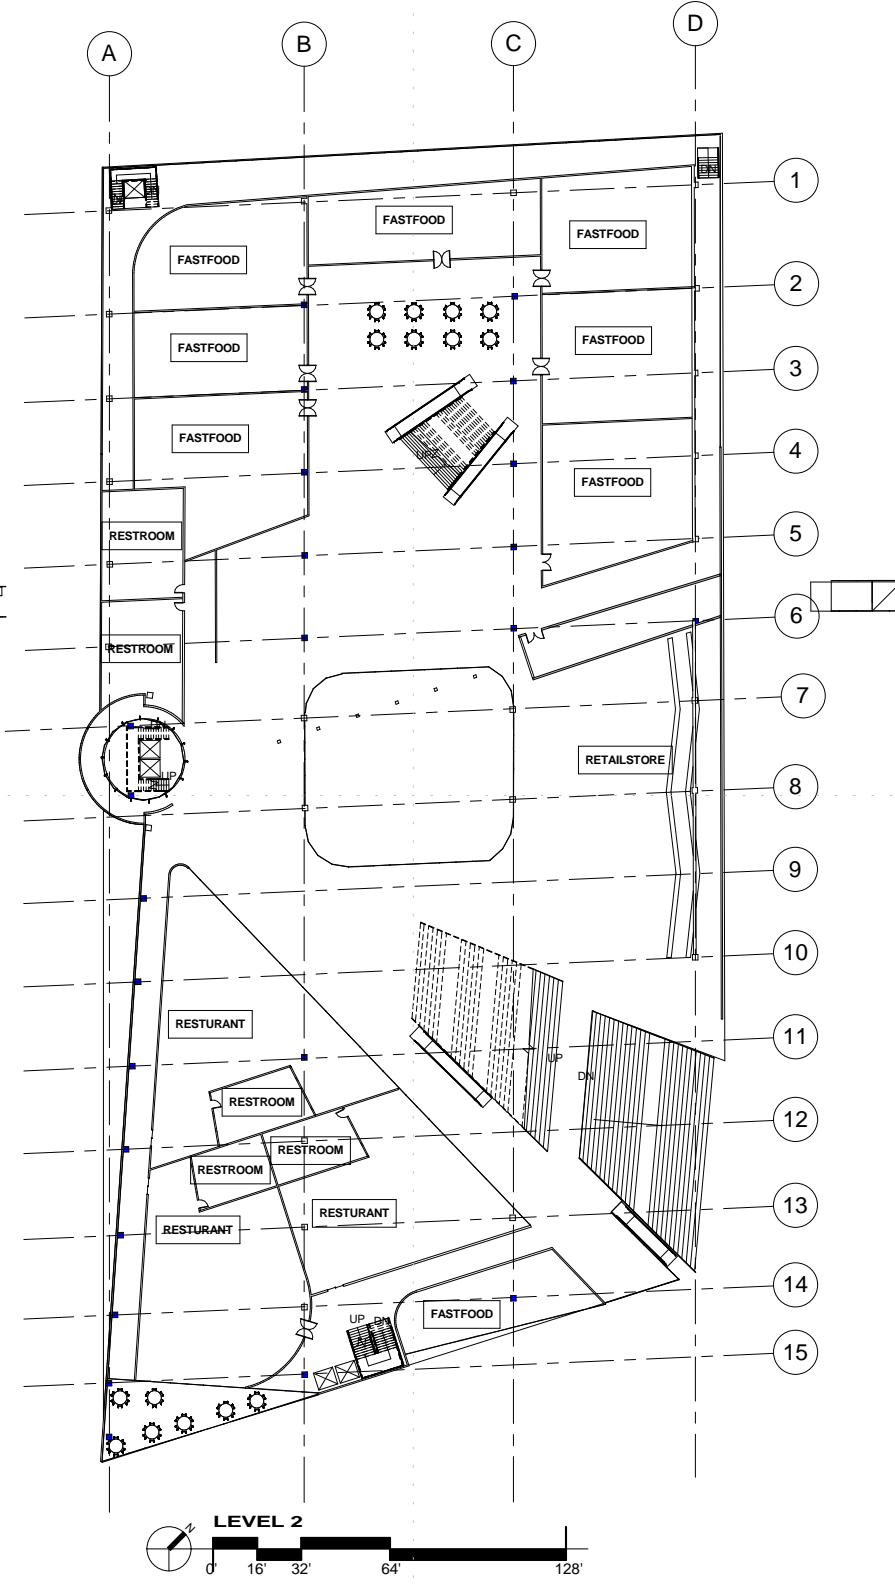 A
B
C
D
DN
1
FASTFOOD
FASTFOOD
FASTFOOD
2
FASTFOOD
FASTFOOD
3
FASTFOOD
4
FASTFOOD
RESTROOM
5
6
RESTROOM
7
RETAILSTORE
UP
8
9
10
RESTURANT
11
UP
DN
RESTROOM
12
RESTROOM
RESTROOM
13
RESTURANT
RESTURANT
14
FASTFOOD
UP DN
15
LEVEL 2
N
0' 16' 32' 64' 128'